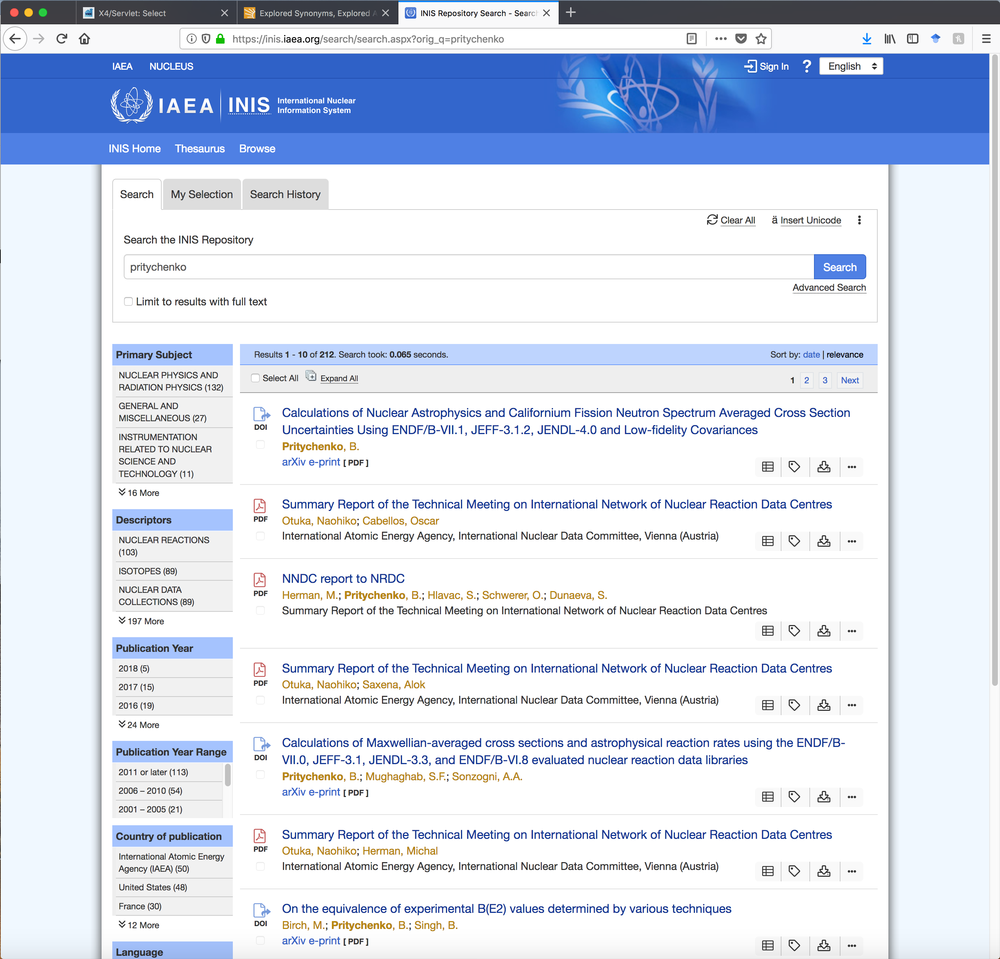 X4/Servlet: Select
Explored Synonyms, Explored A
INIS Repository Search - Search
https://inis.iaea.org/search/search.aspx?orig_q=pritychenko
IAEA NUCLEUS
Sign In ? English
IAEA INIS International Nuclear
Information System
INIS Home Thesaurus Browse
Search My Selection Search History
Clear All ä Insert Unicode
Search the INIS Repository
pritychenko Search
Advanced Search
Limit to results with full text
Primary Subject
NUCLEAR PHYSICS AND
RADIATION PHYSICS (132)
GENERAL AND
MISCELLANEOUS (27)
INSTRUMENTATION
RELATED TO NUCLEAR
SCIENCE AND
TECHNOLOGY (11)
16 More
Descriptors
NUCLEAR REACTIONS
(103)
ISOTOPES (89)
NUCLEAR DATA
COLLECTIONS (89)
197 More
Publication Year
2018 (5)
2017 (15)
2016 (19)
24 More
Publication Year Range
2011 or later (113)
2006 – 2010 (54)
2001 – 2005 (21)
Country of publication
International Atomic Energy
Agency (IAEA) (50)
United States (48)
France (30)
12 More
Language
Results 1 - 10 of 212. Search took: 0.065 seconds. Sort by: date | relevance
Select All Expand All 1 2 3 Next
DOI
Calculations of Nuclear Astrophysics and Californium Fission Neutron Spectrum Averaged Cross Section
Uncertainties Using ENDF/B-VII.1, JEFF-3.1.2, JENDL-4.0 and Low-fidelity Covariances
Pritychenko, B.
arXiv e-print [ PDF ]
PDF
Summary Report of the Technical Meeting on International Network of Nuclear Reaction Data Centres
Otuka, Naohiko; Cabellos, Oscar
International Atomic Energy Agency, International Nuclear Data Committee, Vienna (Austria)
PDF
NNDC report to NRDC
Herman, M.; Pritychenko, B.; Hlavac, S.; Schwerer, O.; Dunaeva, S.
Summary Report of the Technical Meeting on International Network of Nuclear Reaction Data Centres
PDF
Summary Report of the Technical Meeting on International Network of Nuclear Reaction Data Centres
Otuka, Naohiko; Saxena, Alok
International Atomic Energy Agency, International Nuclear Data Committee, Vienna (Austria)
DOI
Calculations of Maxwellian-averaged cross sections and astrophysical reaction rates using the ENDF/B-
VII.0, JEFF-3.1, JENDL-3.3, and ENDF/B-VI.8 evaluated nuclear reaction data libraries
Pritychenko, B.; Mughaghab, S.F.; Sonzogni, A.A.
arXiv e-print [ PDF ]
PDF
Summary Report of the Technical Meeting on International Network of Nuclear Reaction Data Centres
Otuka, Naohiko; Herman, Michal
International Atomic Energy Agency, International Nuclear Data Committee, Vienna (Austria)
DOI
On the equivalence of experimental B(E2) values determined by various techniques
Birch, M.; Pritychenko, B.; Singh, B.
arXiv e-print [ PDF ]